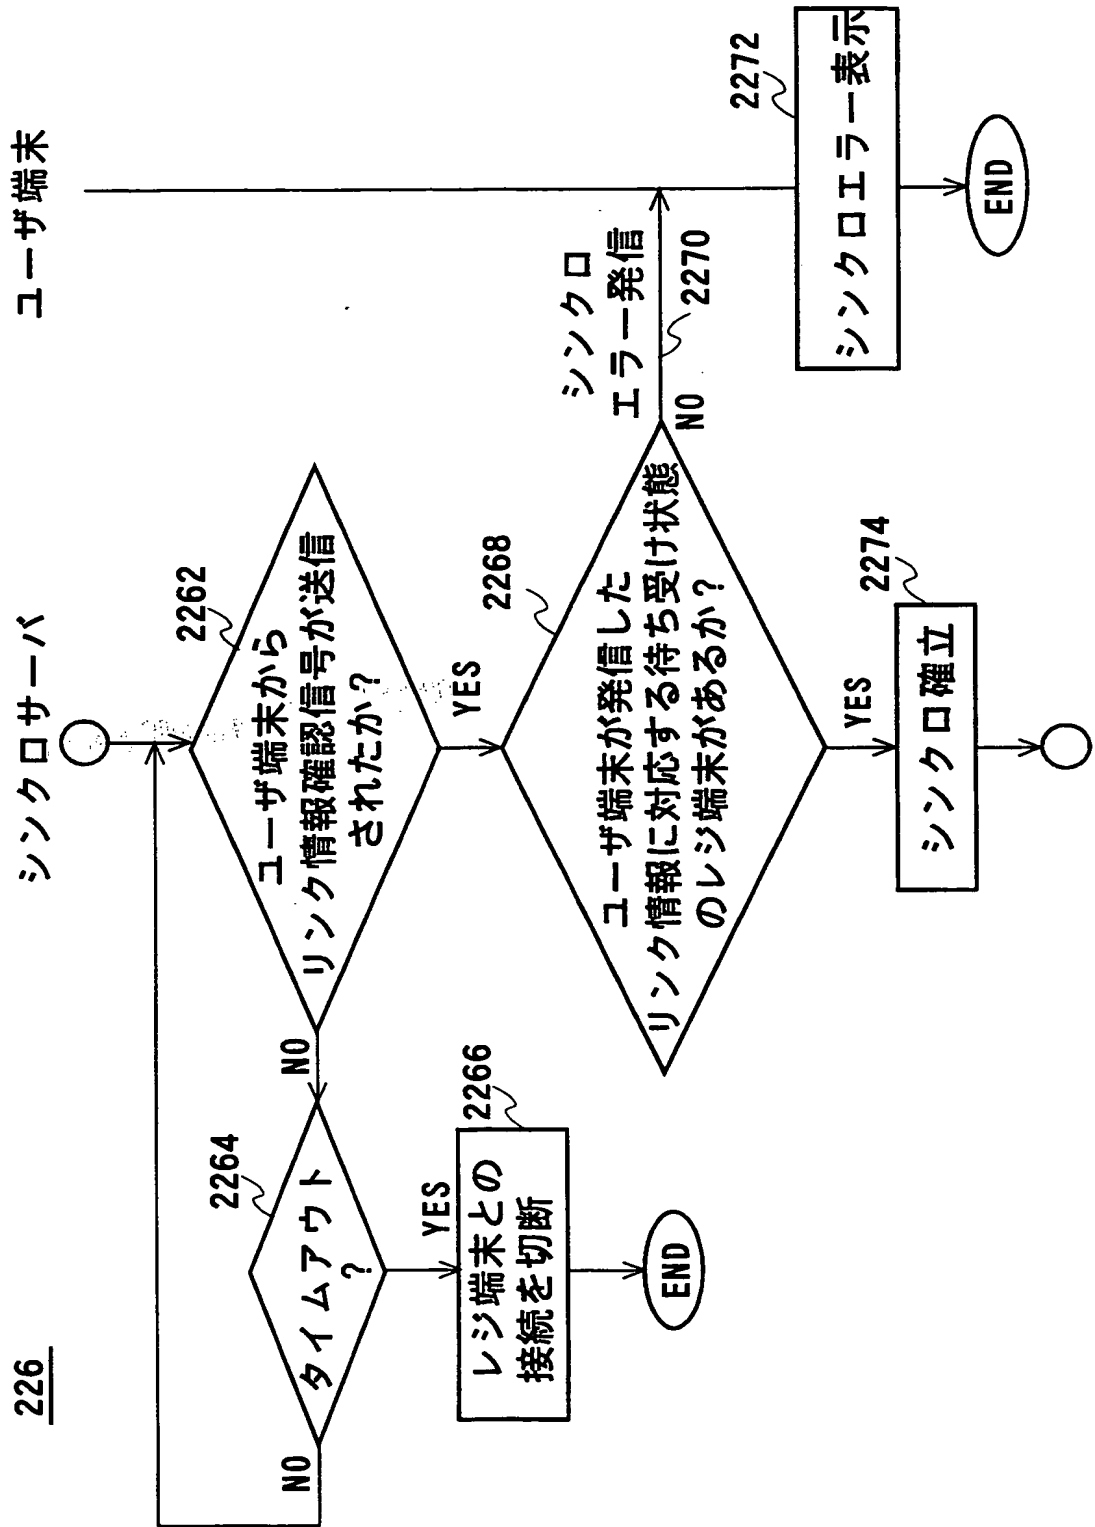 226
シンクロサーバ
ユーザ端末
2262
ユーザ端末から
リンク情報確認信号が送信
されたか？
NO
YES
2264
タイムアウト
？
NO
YES
2266
レジ端末との
接続を切断
END
2268
ユーザ端末が発信した
リンク情報に対応する待ち受け状態
のレジ端末があるか？
NO
YES
シンクロ
エラー発信
2270
2272
シンクロエラー表示
END
2274
シンクロ確立